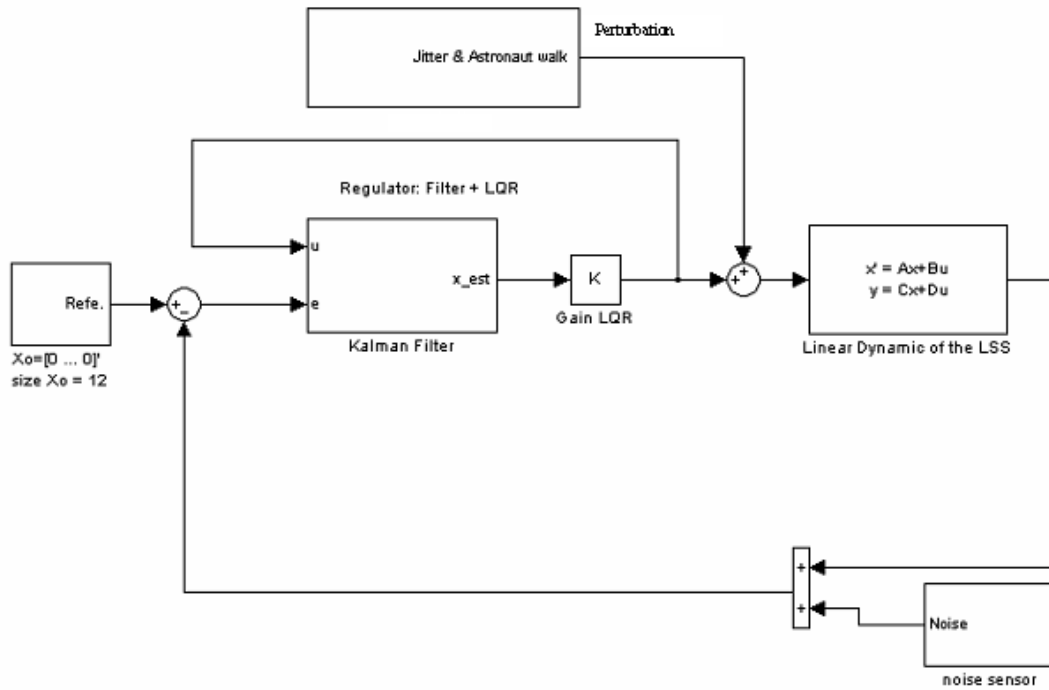 Perturbation
Jitter & Astronaut walk
Regulator: Filter + LQR
u
x_est
e
Kalman Filter
K
Gain LQR
+
+
x' = Ax+Bu
y = Cx+Du
Linear Dynamic of the LSS
Refe.
+
-
Xo=[0 ... 0]'
size Xo = 12
+
+
Noise
noise sensor